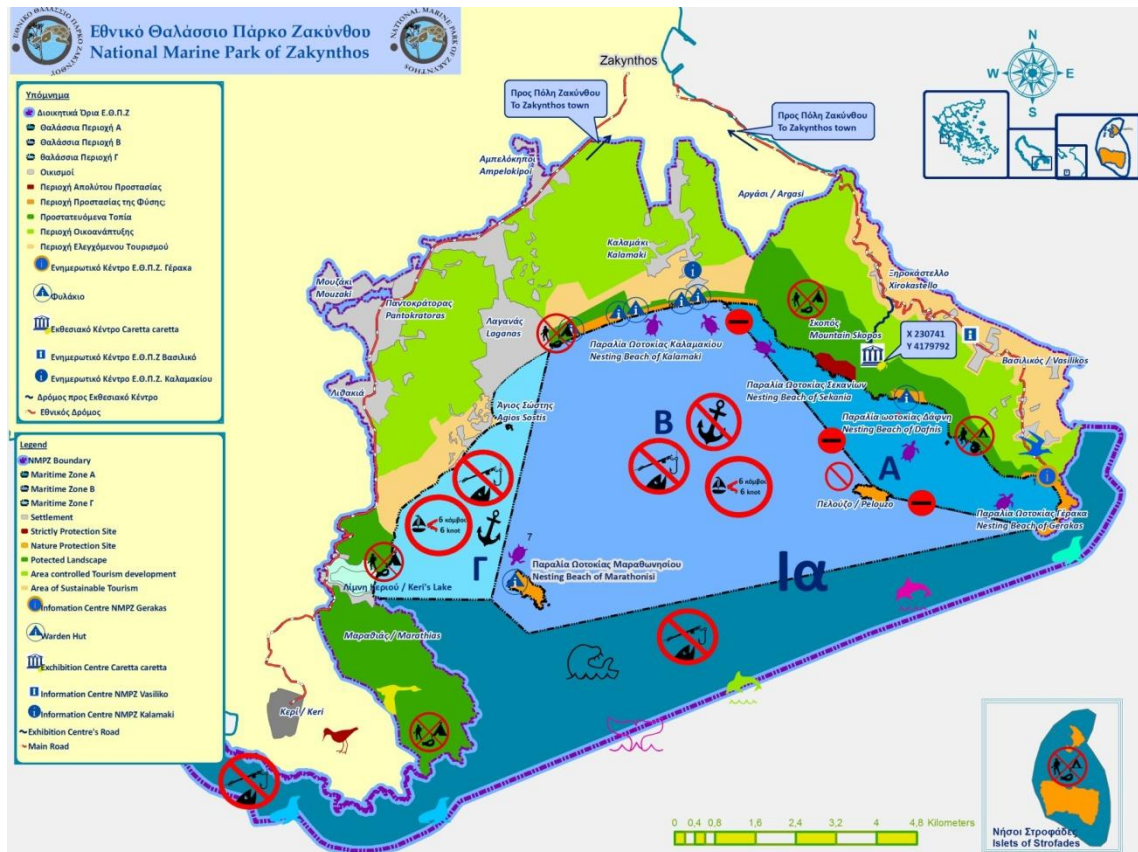 Εθνικό Θαλάσσιο Πάρκο Ζακύνθου
National Marine Park of Zakynthos
Υπόμνημα
Διοικητικά Όρια Ε.Θ.Π.Ζ
Θαλάσσια Περιοχή Α
Θαλάσσια Περιοχή Β
θαλάσσια Περιοχή Γ
Οικισμοί
Περιοχή Απολύτου Προστασίας
Περιοχή Προστασίας της Φύσης;
Προστατευόμενα Τοπία
Περιοχή Οικοανάπτυξης
Περιοχή Ελεγχόμενου Τουρισμού
Ενημερωτικό Κέντρο Ε.Θ.Π.Ζ. Γέρακα
Φυλάκιο
Εκθεσιακό Κέντρο Caretta caretta
Ενημερωτικό Κέντρο Ε.Θ.Π.Ζ Βασιλικό
Ενημερωτικό Κέντρο Ε.Θ.Π.Ζ. Καλαμακίου
Δρόμος προς Εκθεσιακό Κέντρο
Εθνικός Δρόμος
Legend
NMPZ Boundary
Maritime Zone A
Maritime Zone B
Maritime Zone Γ
Settlement
Strictly Protection Site
Nature Protection Site
Potected Landscape
Area controlled Tourism development
Area of Sustainable Tourism
Infomation Centre NMPZ Gerakas
Warden Hut
Exchibition Centre Caretta caretta
Information Centre NMPZ Vasiliko
Information Centre NMPZ Kalamaki
Exhibition Centre's Road
Main Road
Zakynthos
Προς Πόλη Ζακύνθου
To Zakynthos town
Προς Πόλη Ζακύνθου
To Zakynthos town
N
W
E
S
Αμπελόκηποι
Ampelokipoi
Αργάσι / Argasi
Καλαμάκι
Kalamaki
Μουζάκι
Mouzaki
Παντοκράτορας
Pantokratoras
Λαγανάς
Laganas
Λιθακιά
Ξηροκάστελλο
Xirokastello
Σκοπός
Mountain Skopos
X 230741
Y 4179792
Βασιλικός / Vasilikos
Παραλία Ωοτοκίας Καλαμακίου
Nesting Beach of Kalamaki
Παραλία Ωοτοκίας Σεκανίων
Nesting Beach of Sekania
Παραλία ωοτοκίας Δάφνη
Nesting Beach of Dafnis
Άγιος Σώστης
Agios Sostis
B
A
6 κόμβοι
6 knot
6 κόμβοι
6 knot
Πελούζο / Pelouzo
Παραλία Ωοτοκίας Γέρακα
Nesting Beach of Gerakas
7
Παραλία Ωοτοκίας Μαραθωνησίου
Nesting Beach of Marathonisi
Γ
Ια
Λίμνη Κεριού / Keri's Lake
Μαραθιάς / Marathias
Κερί / Keri
0 0,4 0,8 1,6 2,4 3,2 4 4,8 Kilometers
Νήσοι Στροφάδες
Islets of Strofades